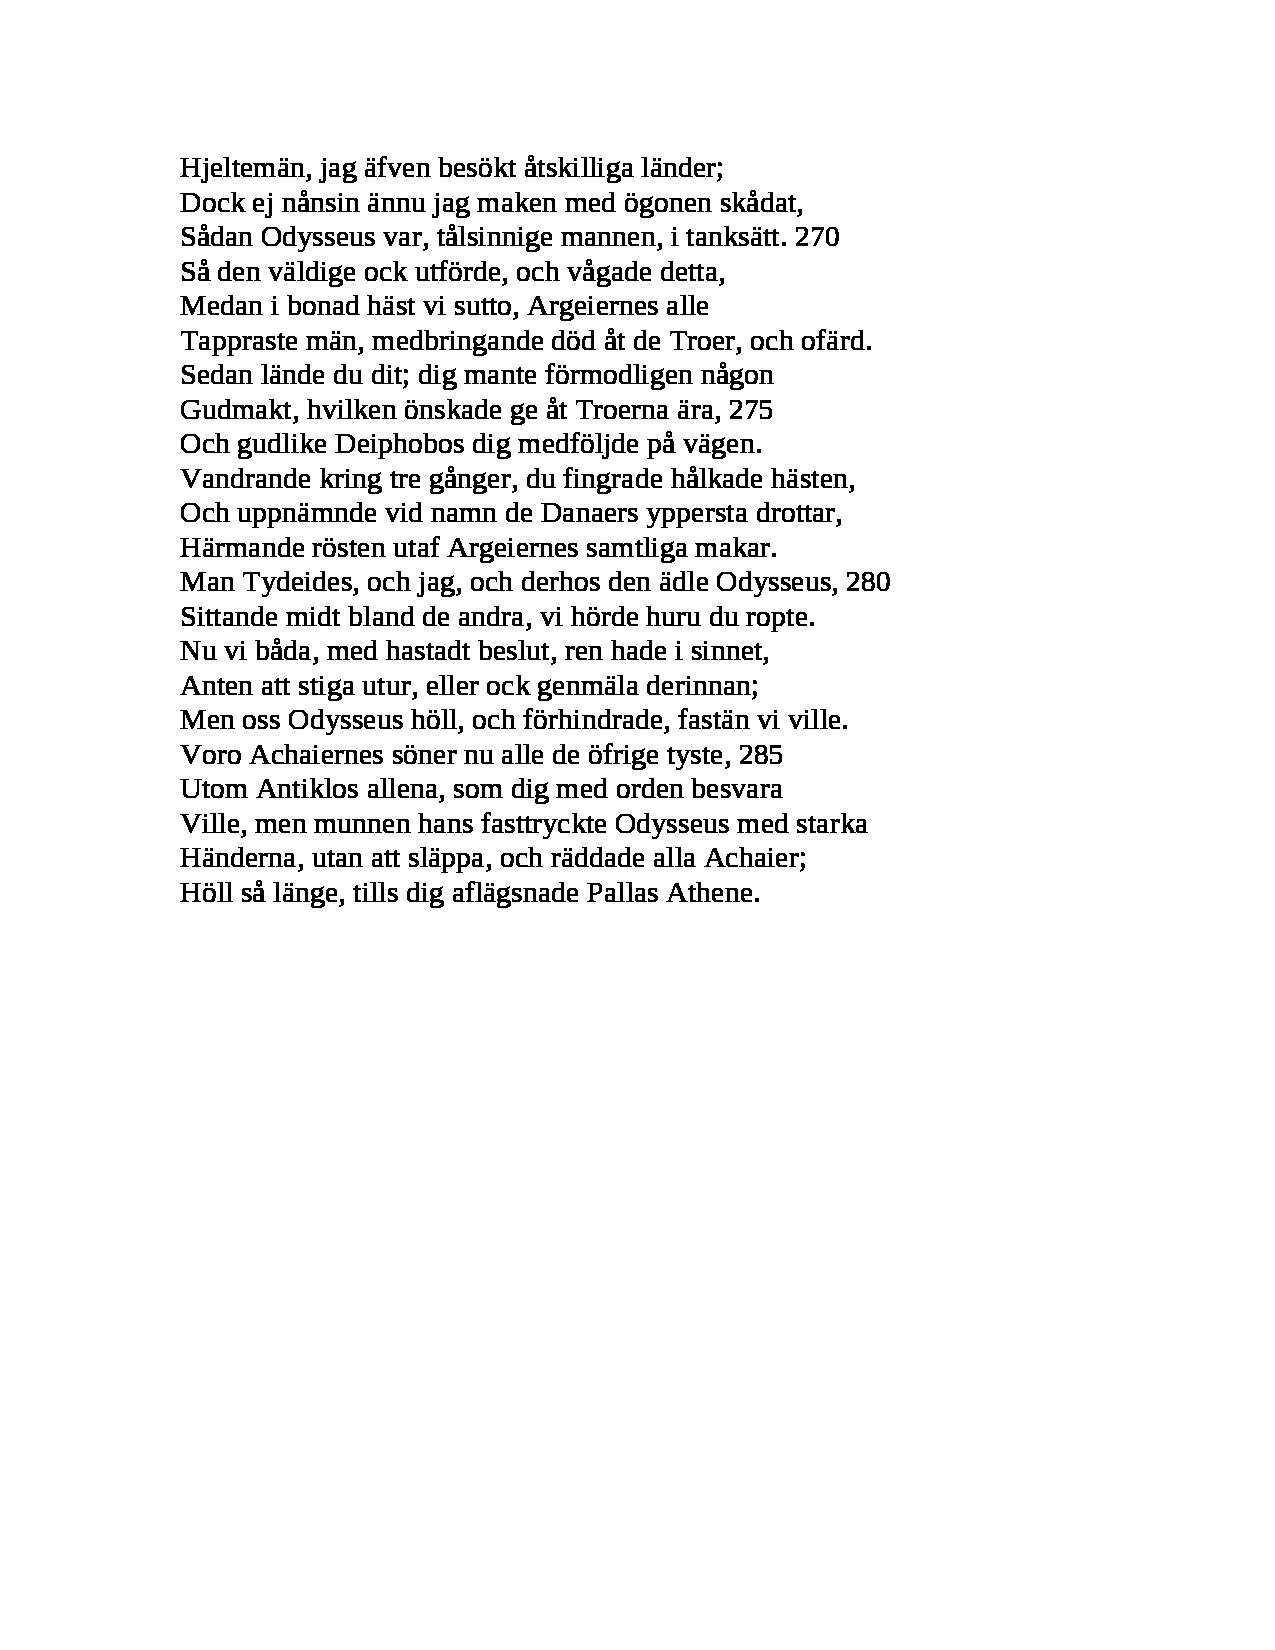 Hjeltemän, jag äfven besökt åtskilliga länder;
Dock ej nånsin ännu jag maken med ögonen skådat,
Sådan Odysseus var, tålsinnige mannen, i tanksätt. 270
Så den väldige ock utförde, och vågade detta,
Medan i bonad häst vi sutto, Argeiernes alle
Tappraste män, medbringande död åt de Troer, och ofärd.
Sedan lände du dit; dig mante förmodligen någon
Gudmakt, hvilken önskade ge åt Troerna ära, 275
Och gudlike Deiphobos dig medföljde på vägen.
Vandrande kring tre gånger, du fingrade hålkade hästen,
Och uppnämnde vid namn de Danaers yppersta drottar,
Härmande rösten utaf Argeiernes samtliga makar.
Man Tydeides, och jag, och derhos den ädle Odysseus, 280
Sittande midt bland de andra, vi hörde huru du ropte.
Nu vi båda, med hastadt beslut, ren hade i sinnet,
Anten att stiga utur, eller ock genmäla derinnan;
Men oss Odysseus höll, och förhindrade, fastän vi ville.
Voro Achaiernes söner nu alle de öfrige tyste, 285
Utom Antiklos allena, som dig med orden besvara
Ville, men munnen hans fasttryckte Odysseus med starka
Händerna, utan att släppa, och räddade alla Achaier;
Höll så länge, tills dig aflägsnade Pallas Athene.